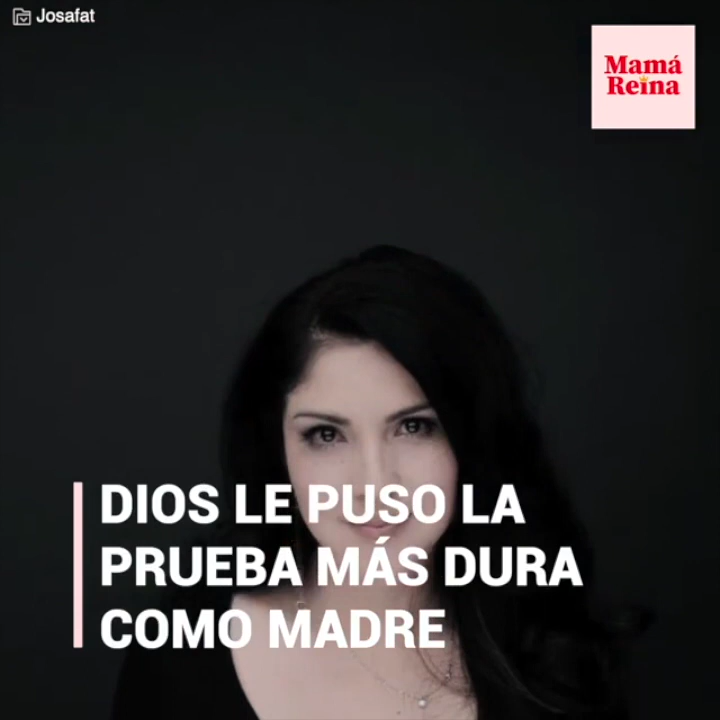 Josafat
Mamá
Reina
DIOS LE PUSO LA
PRUEBA MÁS DURA
COMO MADRE